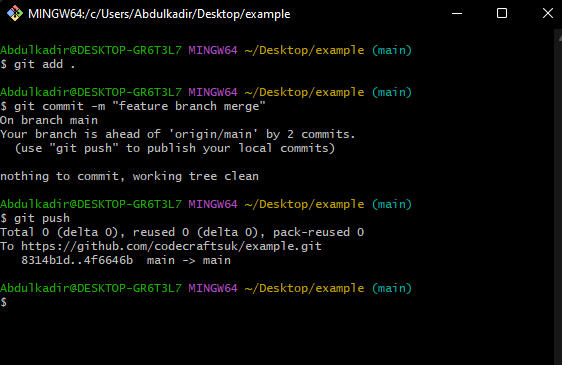 MINGW64:/c/Users/Abdulkadir/Desktop/example
Abdulkadir@DESKTOP-GR6T3L7 MINGW64 ~/Desktop/example (main)
$ git add .
Abdulkadir@DESKTOP-GR6T3L7 MINGW64 ~/Desktop/example (main)
$ git commit -m "feature branch merge"
On branch main
Your branch is ahead of 'origin/main' by 2 commits.
  (use "git push" to publish your local commits)
nothing to commit, working tree clean
Abdulkadir@DESKTOP-GR6T3L7 MINGW64 ~/Desktop/example (main)
$ git push
Total 0 (delta 0), reused 0 (delta 0), pack-reused 0
To https://github.com/codecraftsuk/example.git
   8314b1d..4f6646b  main -> main
Abdulkadir@DESKTOP-GR6T3L7 MINGW64 ~/Desktop/example (main)
$